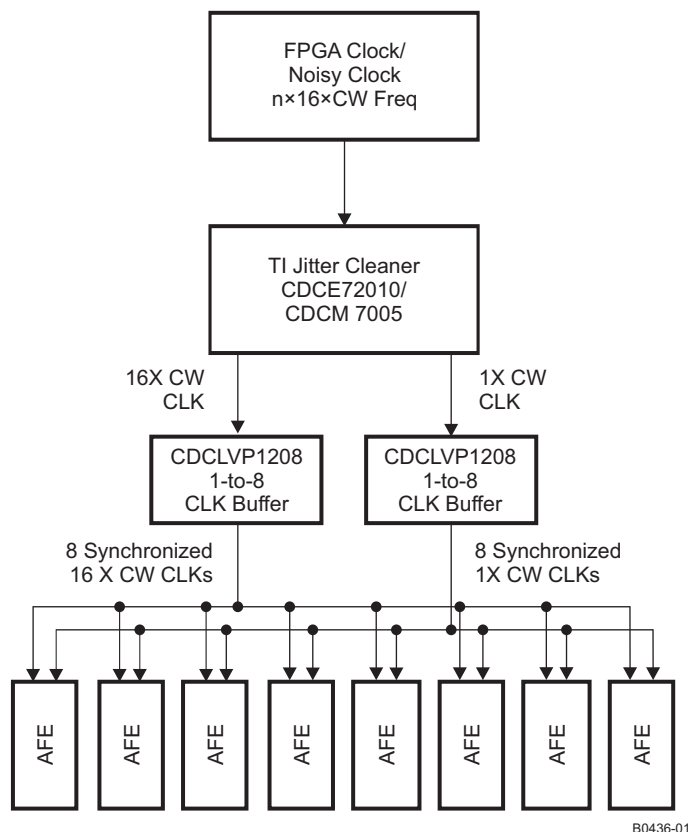 FPGA Clock/
Noisy Clock
n×16×CW Freq
TI Jitter Cleaner
CDCE72010/
CDCM 7005
16X CW
CLK
1X CW
CLK
CDCLVP1208
1-to-8
CLK Buffer
CDCLVP1208
1-to-8
CLK Buffer
8 Synchronized
16 X CW CLKs
8 Synchronized
1X CW CLKs
AFE
AFE
AFE
AFE
AFE
AFE
AFE
AFE
B0436-01